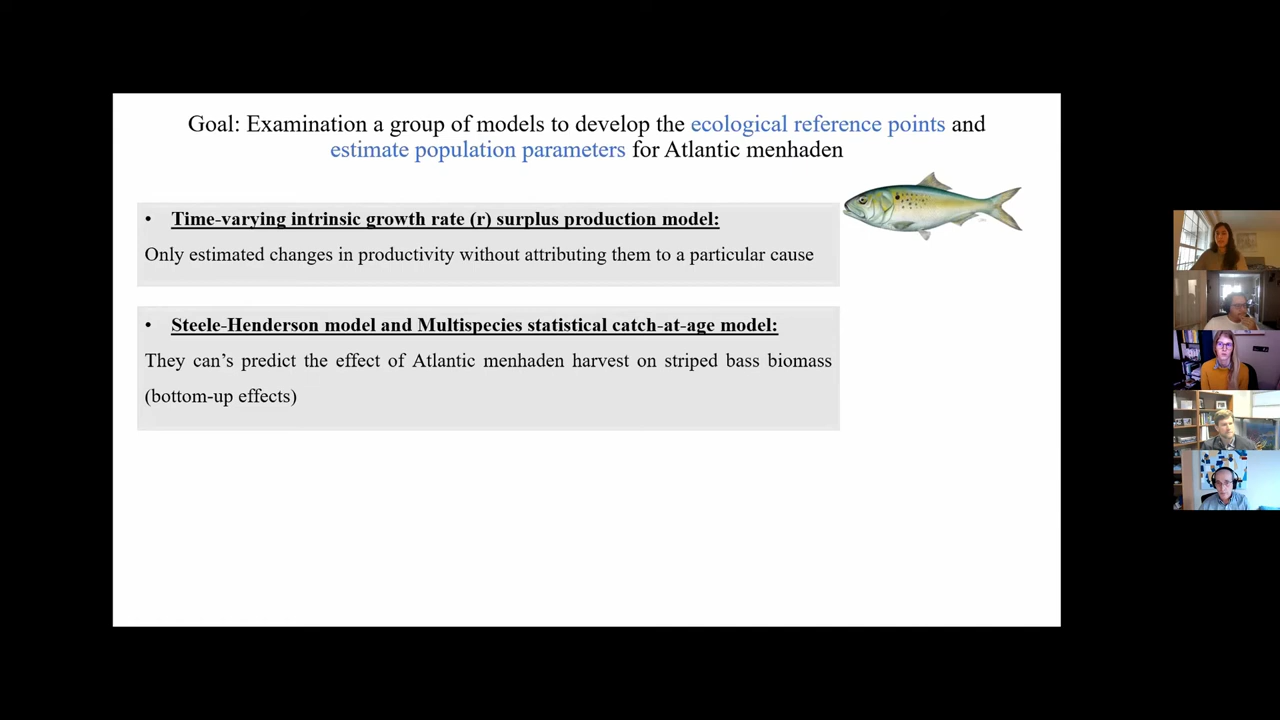 Goal: Examination a group of models to develop the ecological reference points and
estimate population parameters for Atlantic menhaden
• Time-varying intrinsic growth rate (r) surplus production model:
Only estimated changes in productivity without attributing them to a particular cause
• Steele-Henderson model and Multispecies statistical catch-at-age model:
They can’s predict the effect of Atlantic menhaden harvest on striped bass biomass
(bottom-up effects)